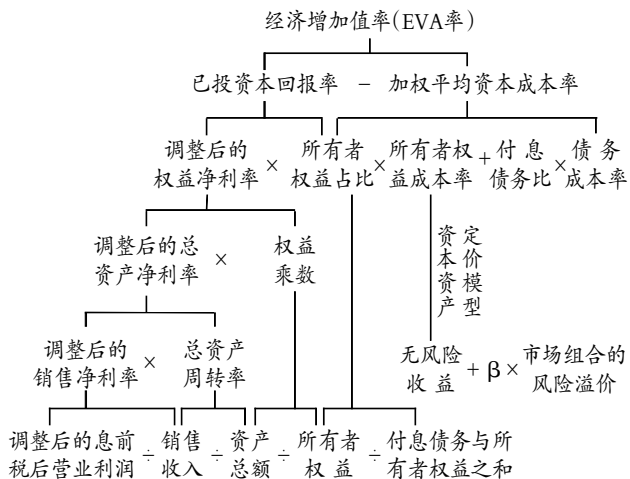 经济增加值率(EVA率)
已投资本回报率 － 加权平均资本成本率
调整后的 所有者 所有者权 付息 债务
权益净利率 × 权益占比 × 益成本率 + 债务比 × 成本率
调整后的总 权益
资产净利率 × 乘数
资本资产
定价模型
调整后的 总资产
销售净利率 × 周转率
无风险 市场组合的
收益 + β × 风险溢价
调整后的息前 销售 资产 所有者 付息债务与所
税后营业利润 ÷ 收入 ÷ 总额 ÷ 权益 ÷ 有者权益之和